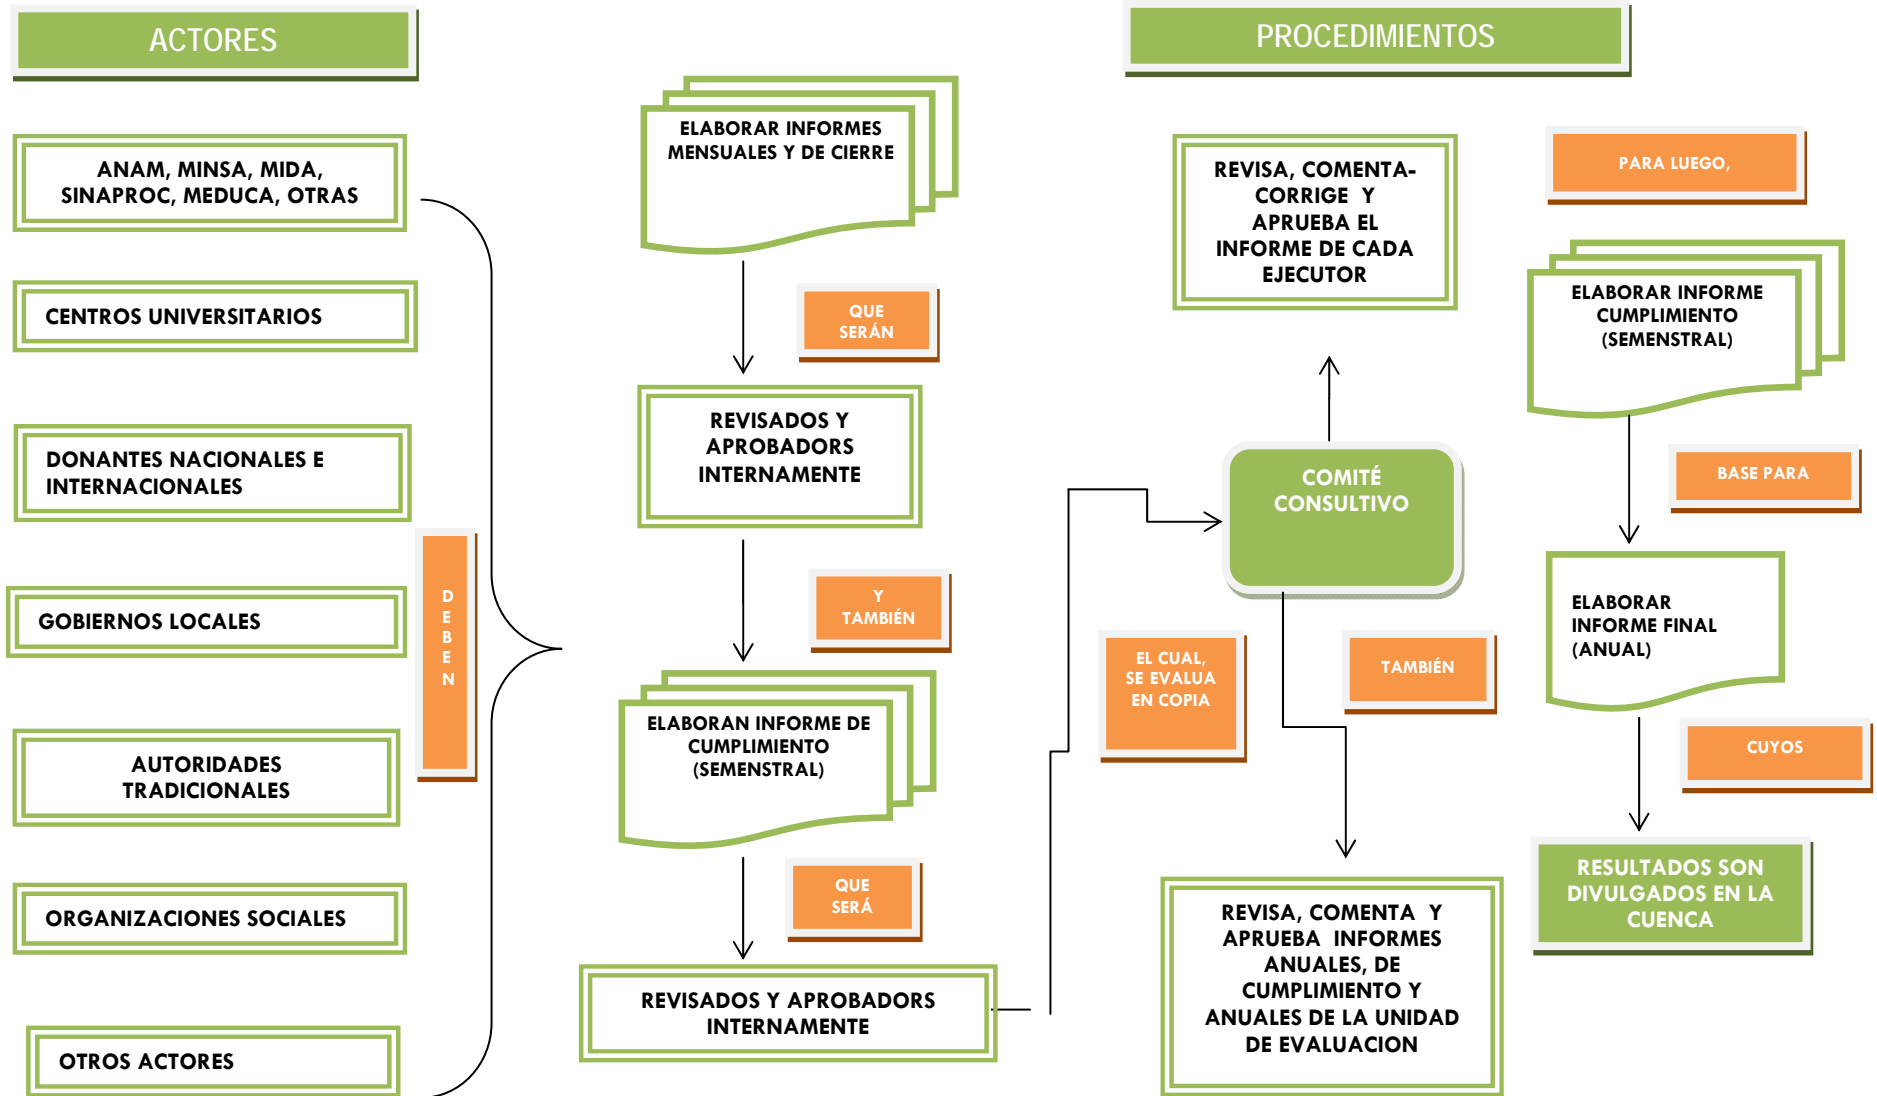 ACTORES
PROCEDIMIENTOS
ANAM, MINSA, MIDA,
SINAPROC, MEDUCA, OTRAS
CENTROS UNIVERSITARIOS
DONANTES NACIONALES E
INTERNACIONALES
GOBIERNOS LOCALES
AUTORIDADES
TRADICIONALES
ORGANIZACIONES SOCIALES
OTROS ACTORES
D
E
B
E
N
ELABORAR INFORMES
MENSUALES Y DE CIERRE
QUE
SERÁN
REVISADOS Y
APROBADORS
INTERNAMENTE
Y
TAMBIÉN
ELABORAN INFORME DE
CUMPLIMIENTO
(SEMENSTRAL)
QUE
SERÁ
REVISADOS Y APROBADORS
INTERNAMENTE
REVISA, COMENTA-
CORRIGE Y
APRUEBA EL
INFORME DE CADA
EJECUTOR
COMITÉ
CONSULTIVO
EL CUAL,
SE EVALUA
EN COPIA
TAMBIÉN
REVISA, COMENTA Y
APRUEBA INFORMES
ANUALES, DE
CUMPLIMIENTO Y
ANUALES DE LA UNIDAD
DE EVALUACION
PARA LUEGO,
ELABORAR INFORME
CUMPLIMIENTO
(SEMENSTRAL)
BASE PARA
ELABORAR
INFORME FINAL
(ANUAL)
CUYOS
RESULTADOS SON
DIVULGADOS EN LA
CUENCA